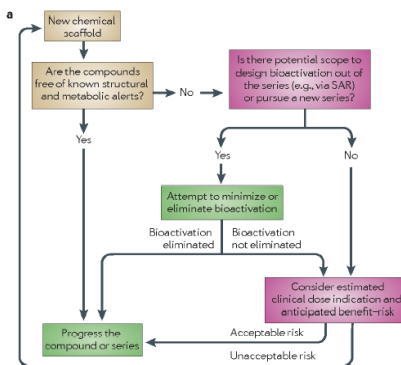 a
New chemical
scaffold
Are the compounds
free of known structural
and metabolic alerts?
No
Is there potential scope to
design bioactivation out of
the series (e.g., via SAR)
or pursue a new series?
Yes
Yes
No
Attempt to minimize or
eliminate bioactivation
Bioactivation
eliminated
Bioactivation
not eliminated
Consider estimated
clinical dose indication and
anticipated benefit–risk
Progress the
compound or series
Acceptable risk
Unacceptable risk